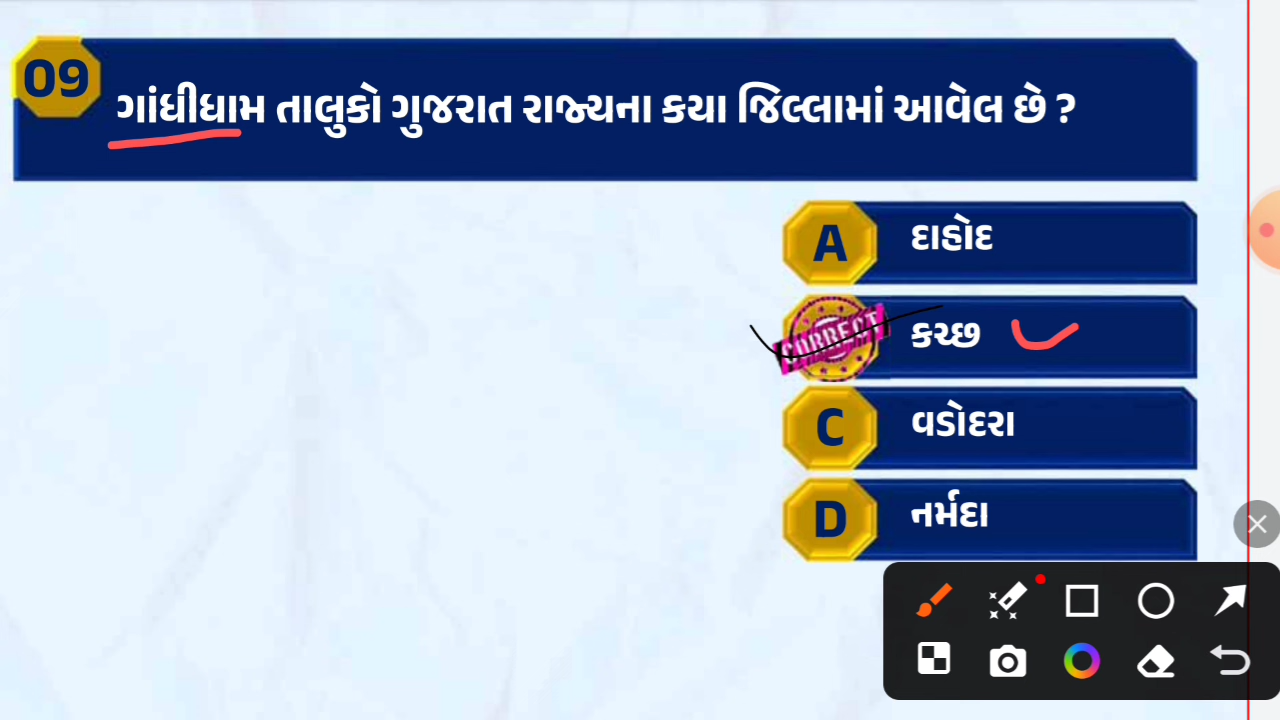 09
ગાંધીધામ તાલુકો ગુજરાત રાજ્યના કયા જિલ્લામાં આવેલ છે ?
A દાહોદ
CORRECT કચ્છ
C વડોદરા
D નર્મદા